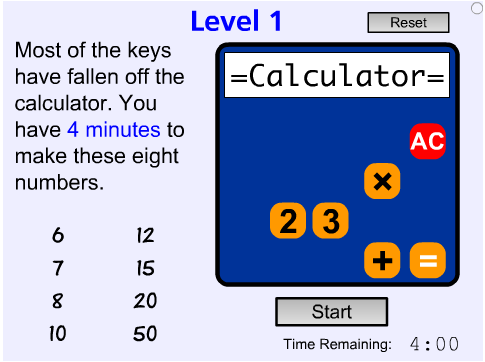 Level 1
Reset
Most of the keys
have fallen off the
calculator. You
have 4 minutes to
make these eight
numbers.
=Calculator=
AC
×
2 3
+ =
6 12
7 15
8 20
10 50
Start
Time Remaining: 4:00